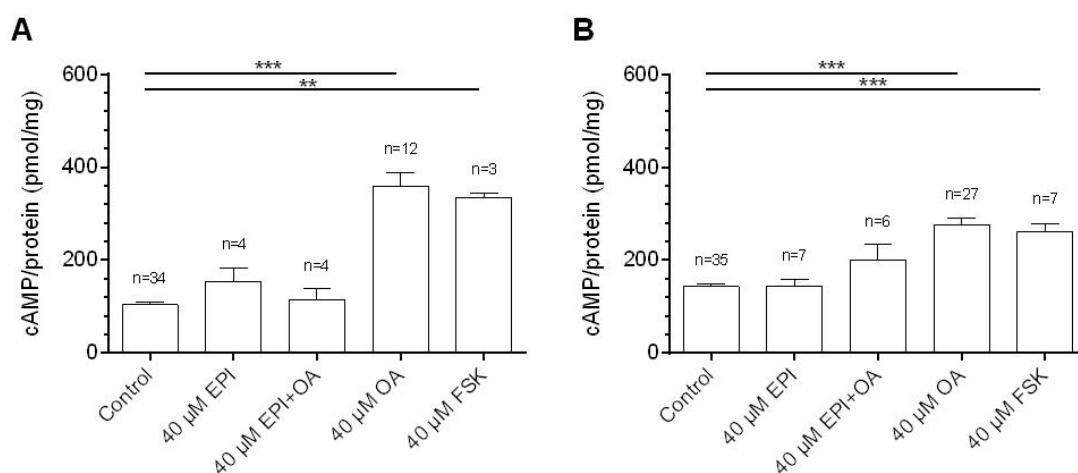 A
cAMP/protein (pmol/mg)
600
400
200
0
***
**
n=34
n=4
n=4
n=12
n=3
Control
40 µM EPI
40 µM EPI+OA
40 µM OA
40 µM FSK
B
cAMP/protein (pmol/mg)
600
400
200
0
***
***
n=35
n=7
n=6
n=27
n=7
Control
40 µM EPI
40 µM EPI+OA
40 µM OA
40 µM FSK